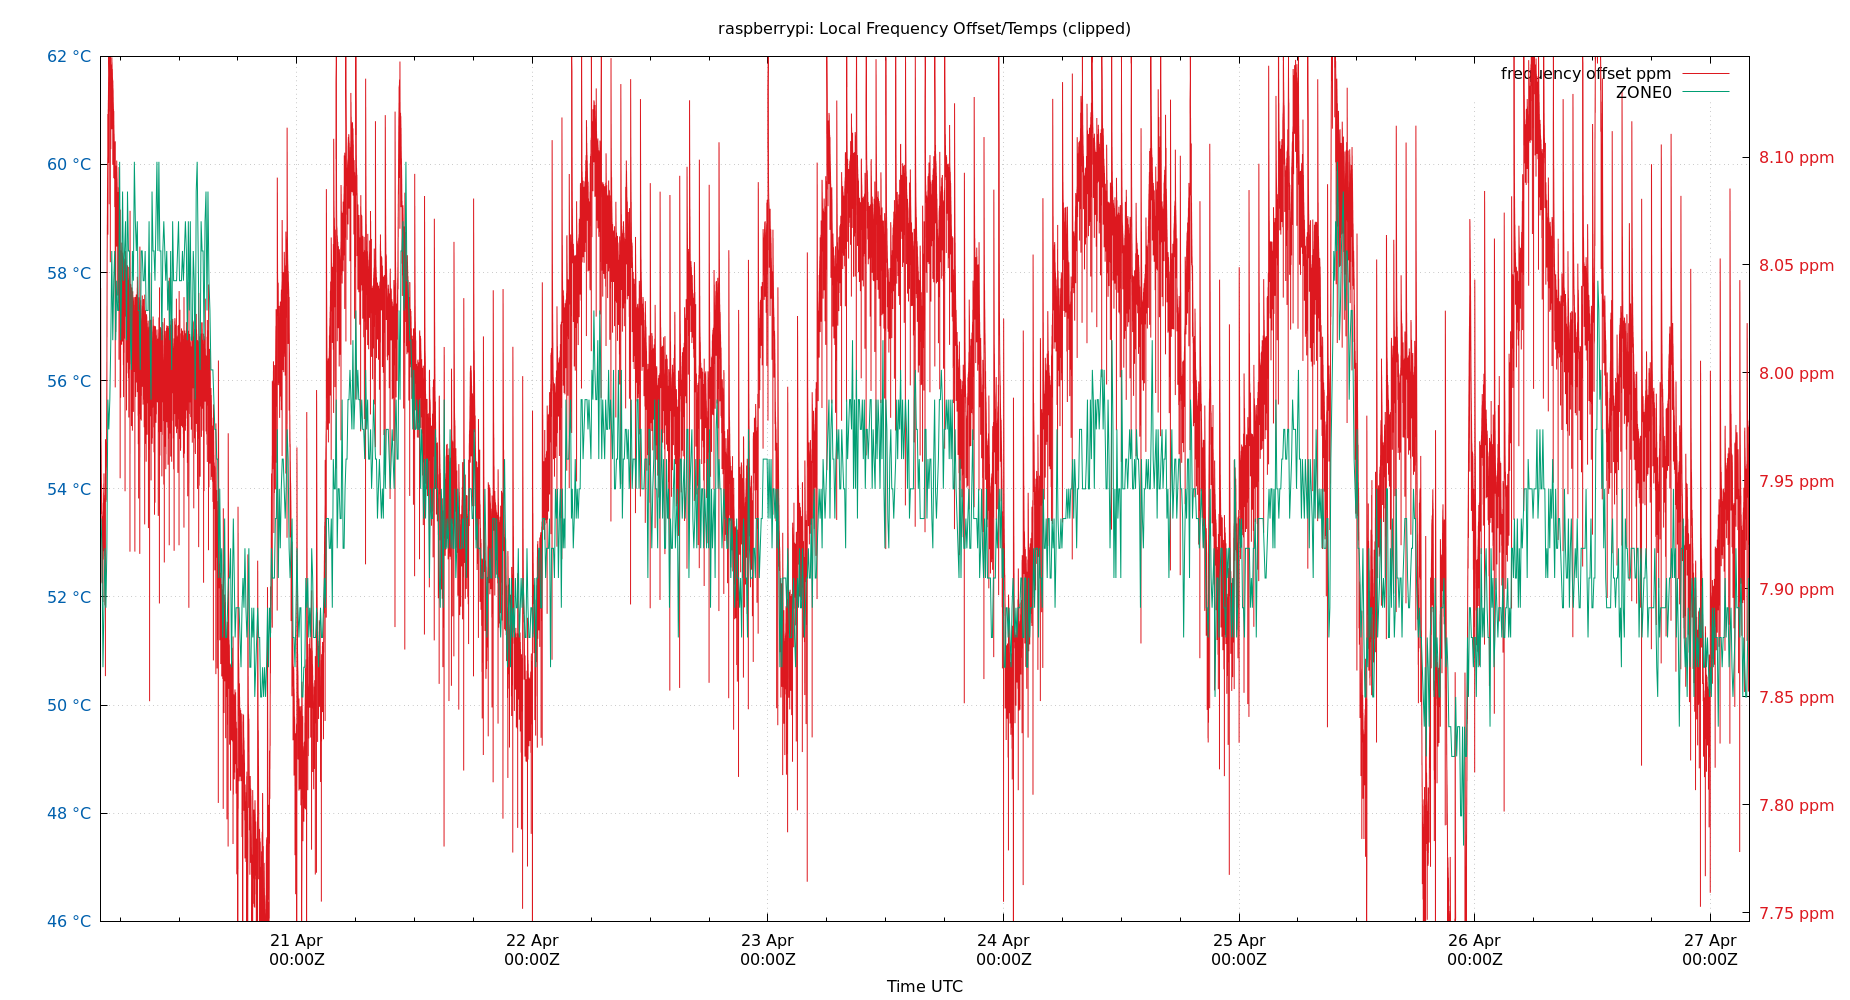 raspberrypi: Local Frequency Offset/Temps (clipped)
62 °C
60 °C
58 °C
56 °C
54 °C
52 °C
50 °C
48 °C
46 °C
frequency offset ppm
ZONE0
8.10 ppm
8.05 ppm
8.00 ppm
7.95 ppm
7.90 ppm
7.85 ppm
7.80 ppm
7.75 ppm
21 Apr 22 Apr 23 Apr 24 Apr 25 Apr 26 Apr 27 Apr
00:00Z 00:00Z 00:00Z 00:00Z 00:00Z 00:00Z 00:00Z
Time UTC